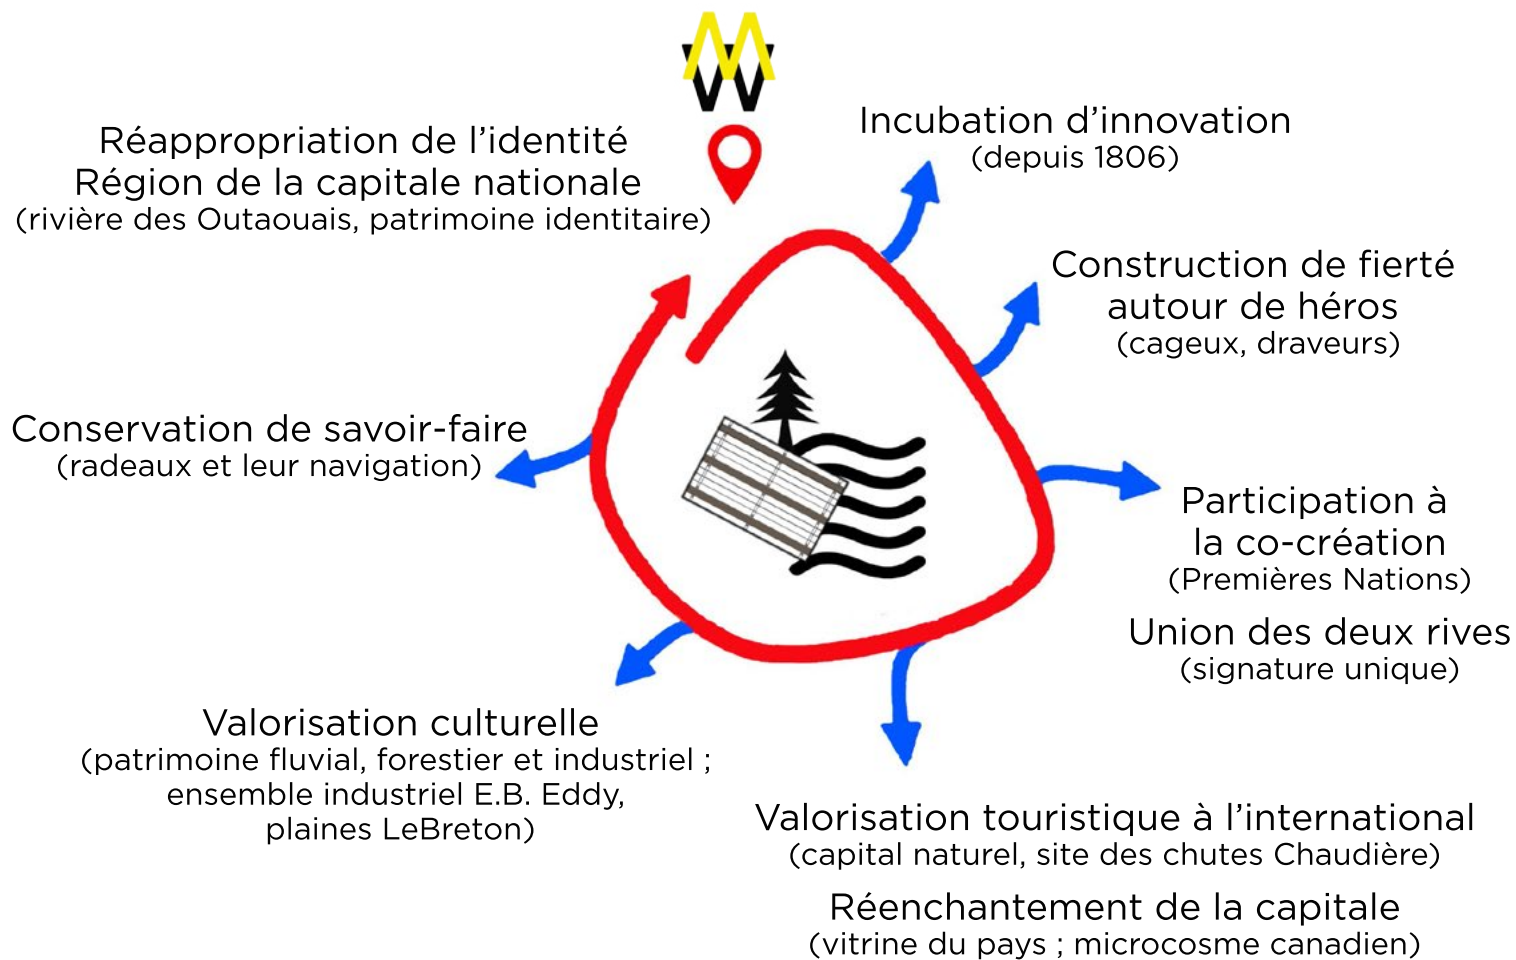 Réappropriation de l’identité
Région de la capitale nationale
(rivière des Outaouais, patrimoine identitaire)
Incubation d’innovation
(depuis 1806)
Construction de fierté
autour de héros
(cageux, draveurs)
Participation à
la co-création
(Premières Nations)
Union des deux rives
(signature unique)
Valorisation touristique à l’international
(capital naturel, site des chutes Chaudière)
Réenchantement de la capitale
(vitrine du pays ; microcosme canadien)
Valorisation culturelle
(patrimoine fluvial, forestier et industriel ;
ensemble industriel E.B. Eddy,
plaines LeBreton)
Conservation de savoir-faire
(radeaux et leur navigation)